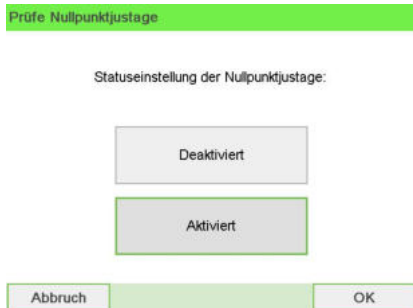 Prüfe Nullpunktjustage
Statuseinstellung der Nullpunktjustage:
Deaktiviert
Aktiviert
Abbruch
OK